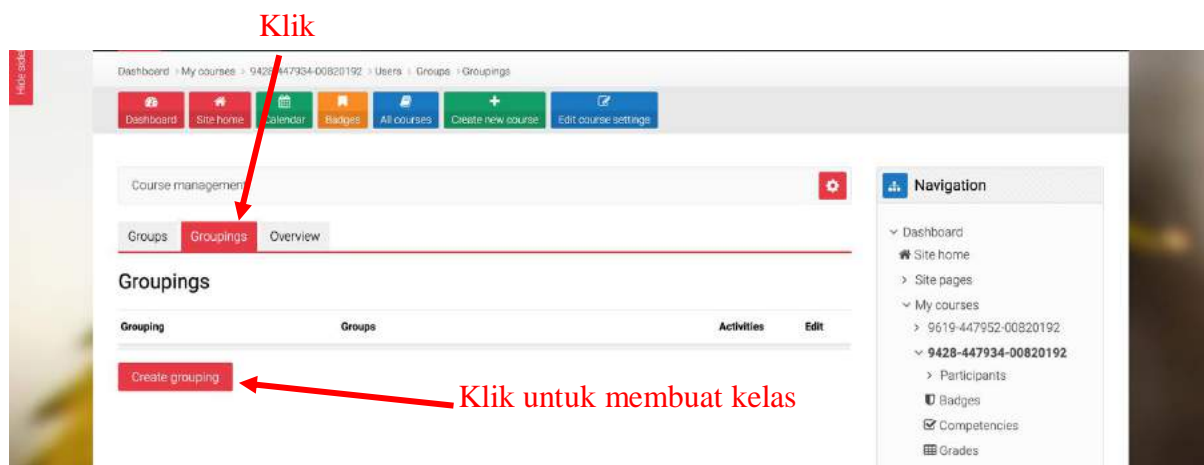 Klik
Hide side
Dashboard › My courses › 9428-447934-00820192 › Users › Groups › Groupings
Dashboard
Site home
Calendar
Badges
All courses
Create new course
Edit course settings
Course management
Groups Groupings Overview
Groupings
Grouping Groups Activities Edit
Create grouping
Klik untuk membuat kelas
Navigation
Dashboard
Site home
Site pages
My courses
9619-447952-00820192
9428-447934-00820192
Participants
Badges
Competencies
Grades